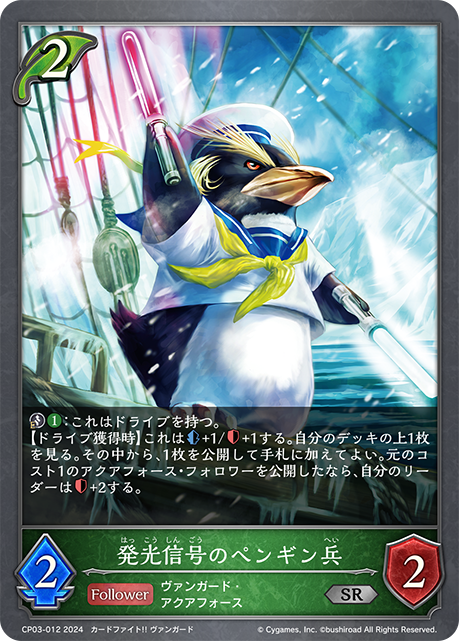 2
1：これはドライブを持つ。
【ドライブ獲得時】これは+1/+1する。自分のデッキの上1枚
を見る。その中から、1枚を公開して手札に加えてよい。元のコ
スト1のアクアフォース・フォロワーを公開したなら、自分のリー
ダーは+2する。
はっこうしんごう へい
発光信号のペンギン兵
2
Follower
ヴァンガード・
アクアフォース
SR
2
CP03-012 2024 カードファイト!! ヴァンガード
© Cygames, Inc. ©bushiroad All Rights Reserved.